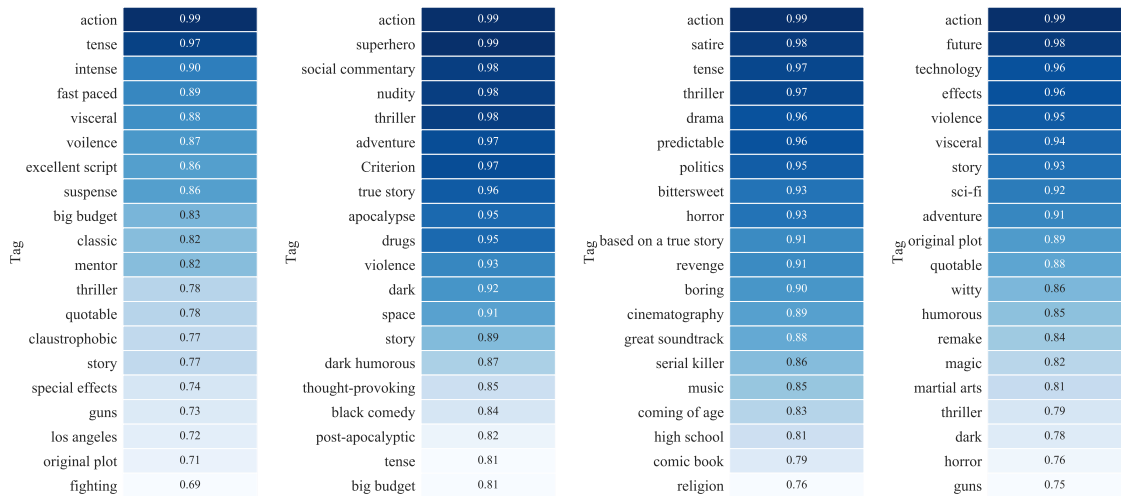 action 0.99
tense 0.97
intense 0.90
fast paced 0.89
visceral 0.88
voilence 0.87
excellent script 0.86
suspense 0.86
big budget 0.83
classic 0.82
mentor 0.82
thriller 0.78
quotable 0.78
claustrophobic 0.77
story 0.77
special effects 0.74
guns 0.73
los angeles 0.72
original plot 0.71
fighting 0.69
Tag
action 0.99
superhero 0.99
social commentary 0.98
nudity 0.98
thriller 0.98
adventure 0.97
Criterion 0.97
true story 0.96
apocalypse 0.95
drugs 0.95
violence 0.93
dark 0.92
space 0.91
story 0.89
dark humorous 0.87
thought-provoking 0.85
black comedy 0.84
post-apocalyptic 0.82
tense 0.81
big budget 0.81
Tag
action 0.99
satire 0.98
tense 0.97
thriller 0.97
drama 0.96
predictable 0.96
politics 0.95
bittersweet 0.93
horror 0.93
based on a true story 0.91
revenge 0.91
boring 0.90
cinematography 0.89
great soundtrack 0.88
serial killer 0.86
music 0.85
coming of age 0.83
high school 0.81
comic book 0.79
religion 0.76
Tag
action 0.99
future 0.98
technology 0.96
effects 0.96
violence 0.95
visceral 0.94
story 0.93
sci-fi 0.92
adventure 0.91
original plot 0.89
quotable 0.88
witty 0.86
humorous 0.85
remake 0.84
magic 0.82
martial arts 0.81
thriller 0.79
dark 0.78
horror 0.76
guns 0.75
Tag